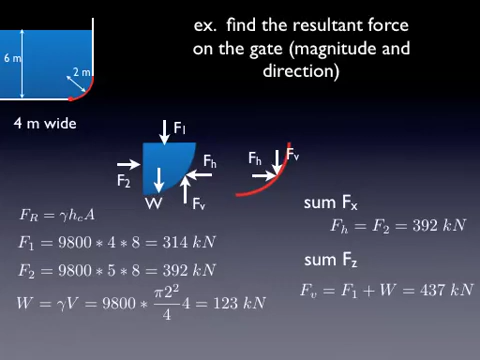 ex. find the resultant force
on the gate (magnitude and
direction)
6 m
2 m
4 m wide
F₁
F₂
F_h
W
F_v
F_h
F_v
F_R = γh_cA
F₁ = 9800 ∗ 4 ∗ 8 = 314 kN
F₂ = 9800 ∗ 5 ∗ 8 = 392 kN
W = γV = 9800 ∗ π2²/4 4 = 123 kN
sum Fₓ
F_h = F₂ = 392 kN
sum F_z
F_v = F₁ + W = 437 kN